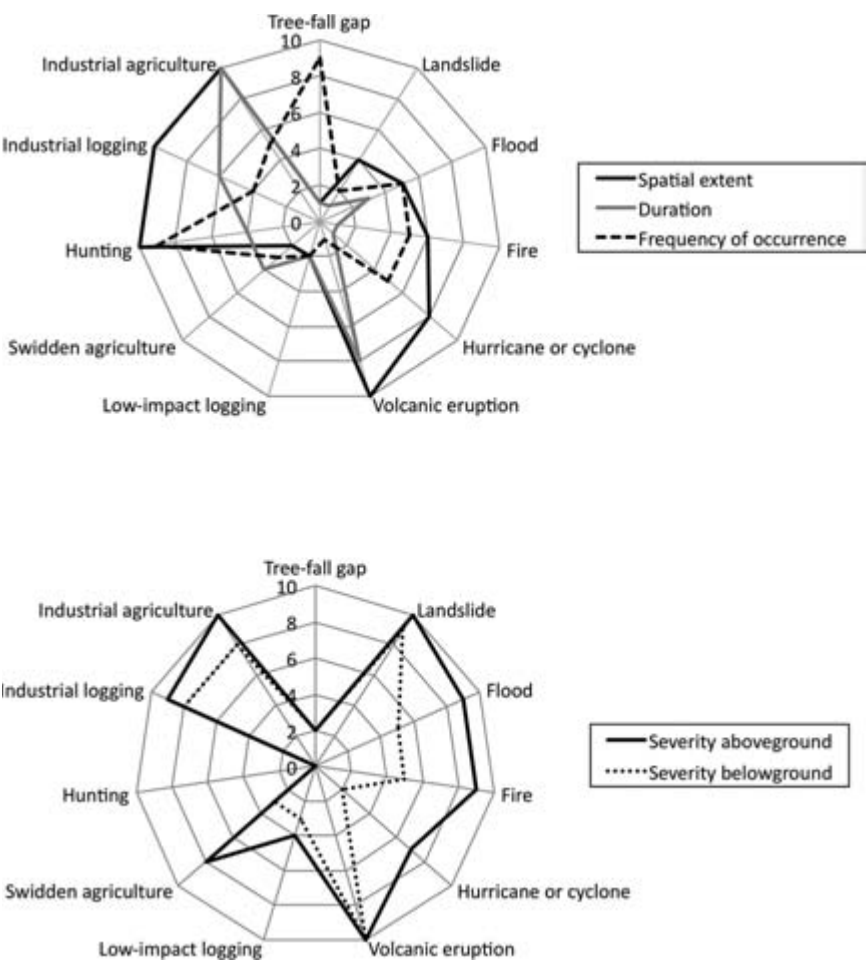 Tree-fall gap
10
Industrial agriculture
Landslide
8
6
Industrial logging
Flood
4
2
Spatial extent
Duration
0
Frequency of occurrence
Hunting
Fire
Swidden agriculture
Hurricane or cyclone
Low-impact logging
Volcanic eruption
Tree-fall gap
10
Industrial agriculture
Landslide
8
6
Industrial logging
Flood
4
2
Severity aboveground
0
Severity belowground
Hunting
Fire
Swidden agriculture
Hurricane or cyclone
Low-impact logging
Volcanic eruption